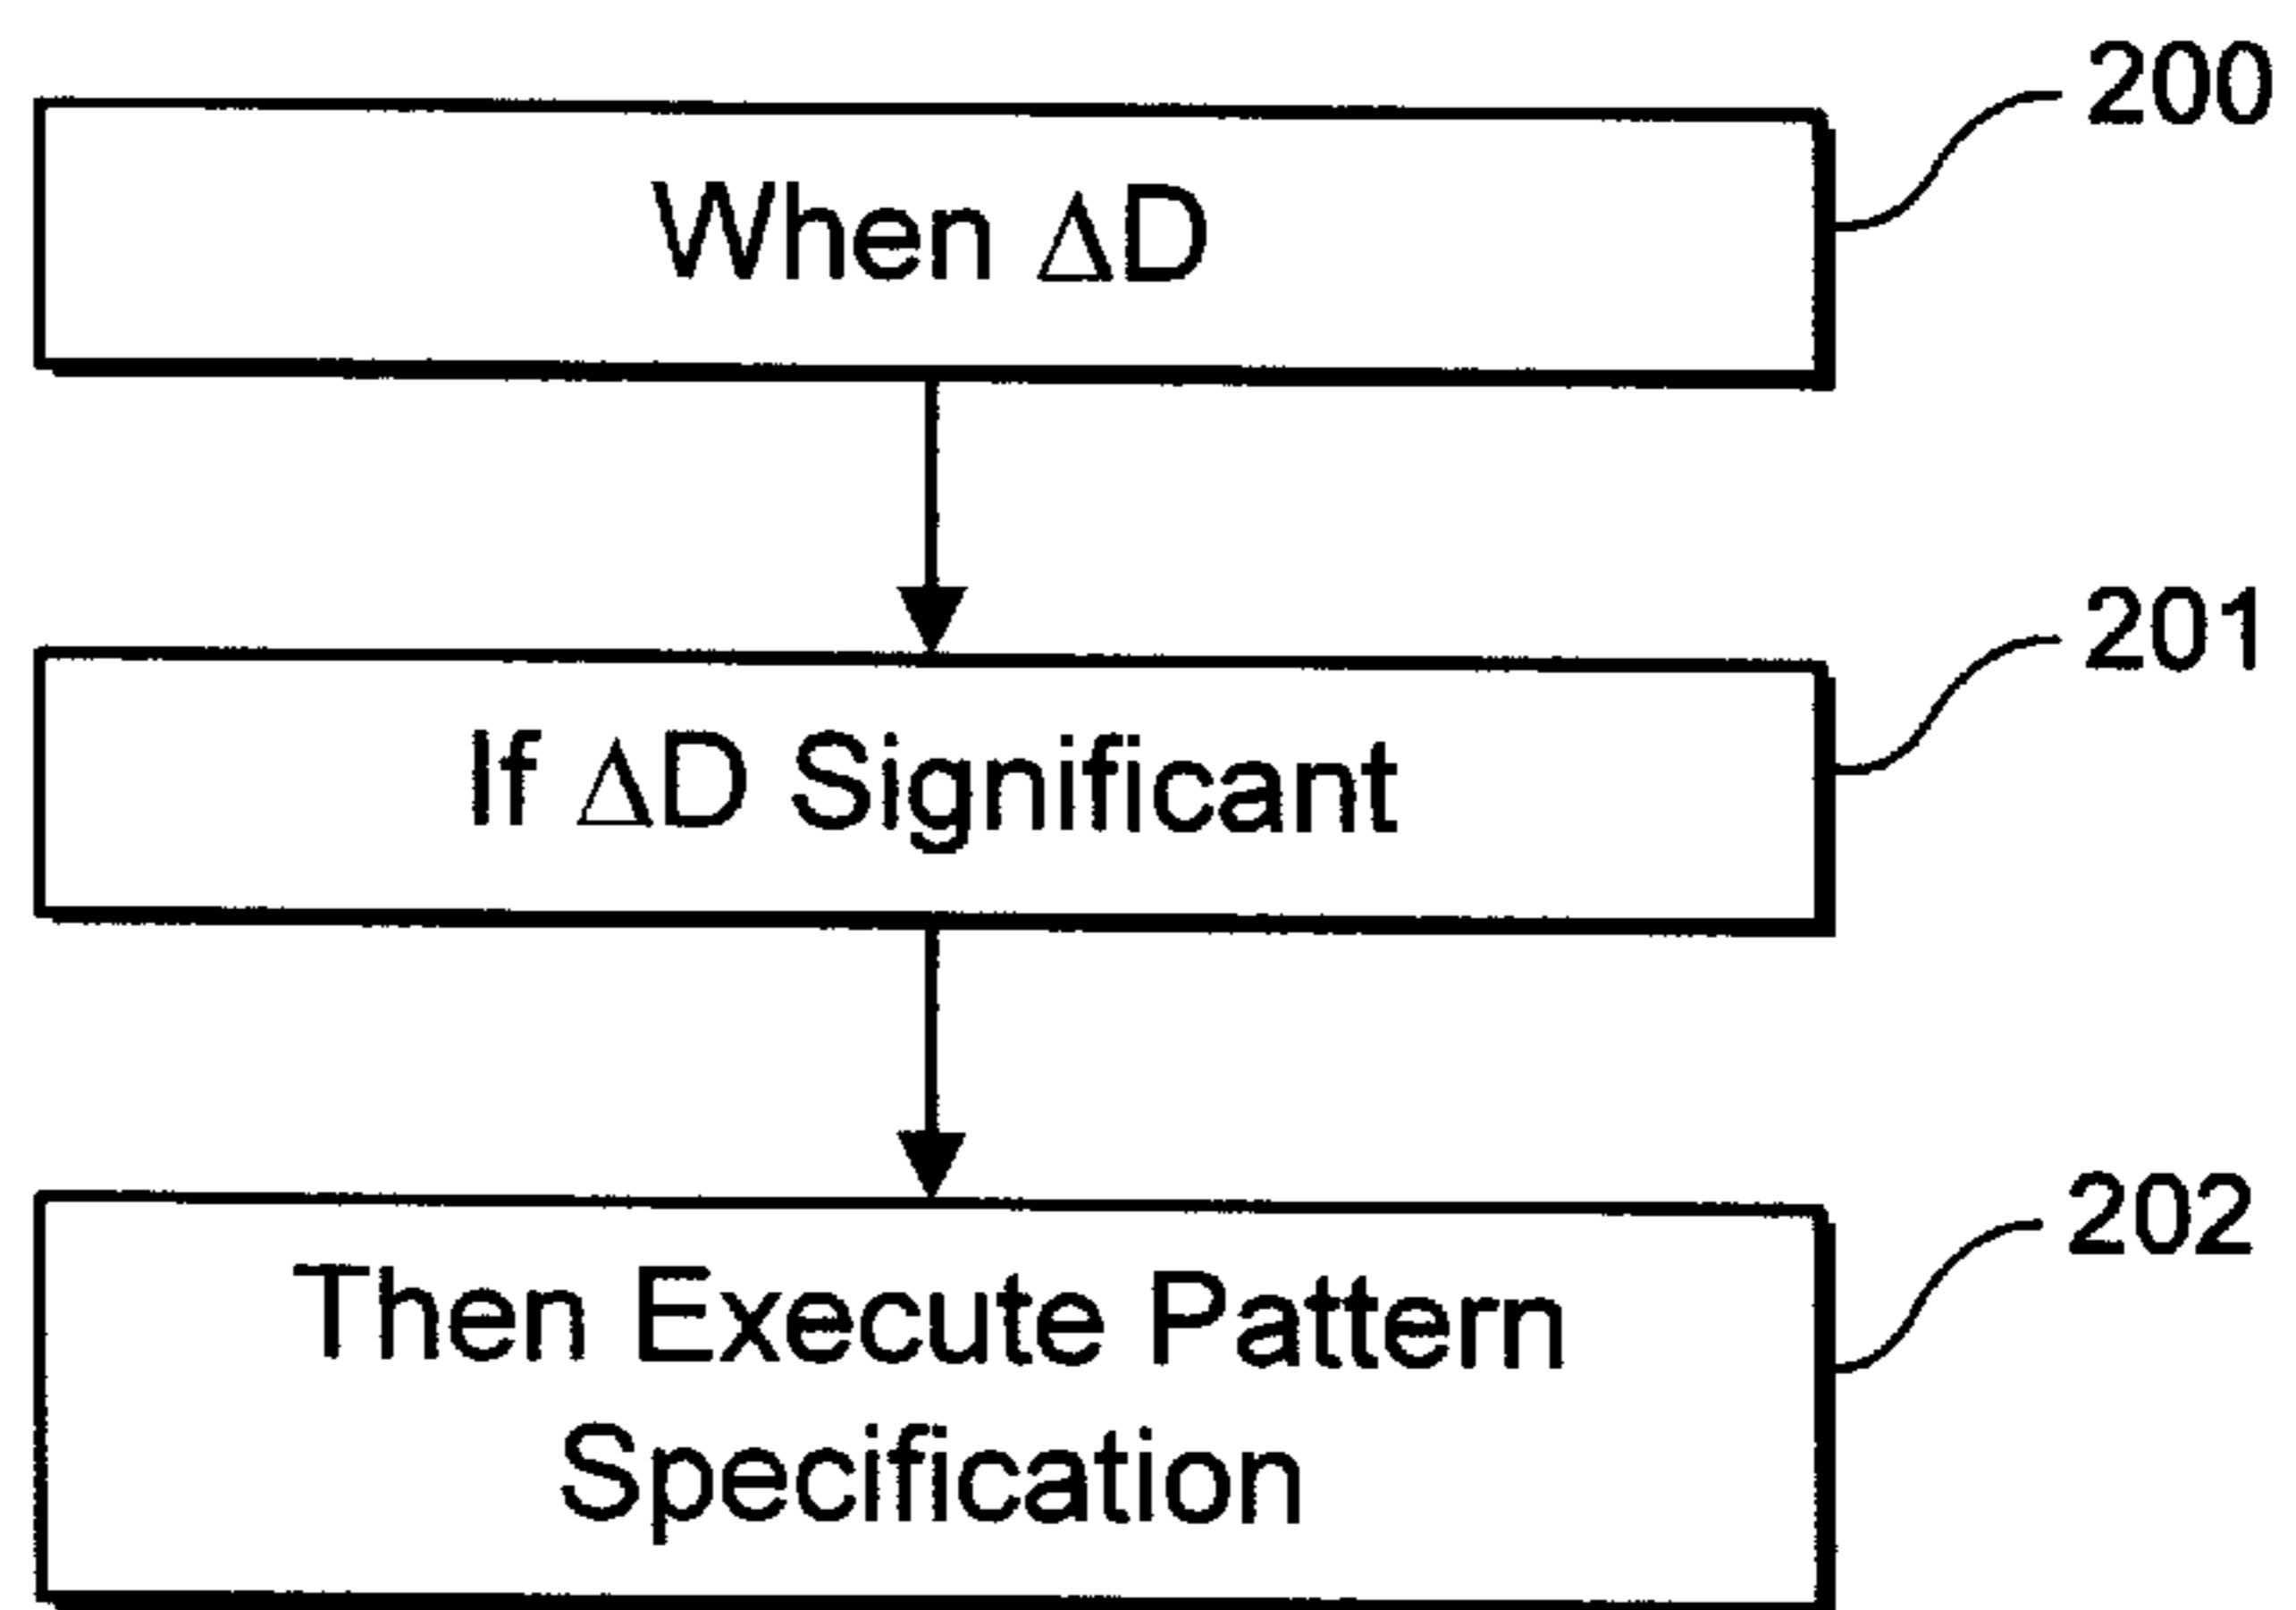 200
When ΔD
201
If ΔD Significant
202
Then Execute Pattern
Specification